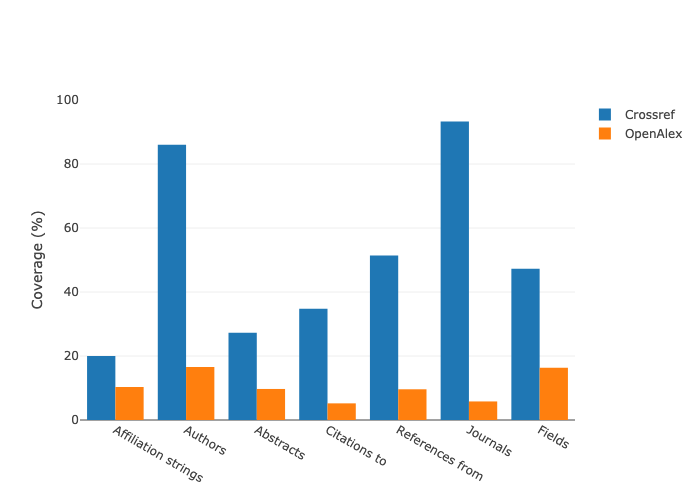 100
80
60
40
20
0
Coverage (%)
Affiliation strings
Authors
Abstracts
Citations to
References from
Journals
Fields
Crossref
OpenAlex